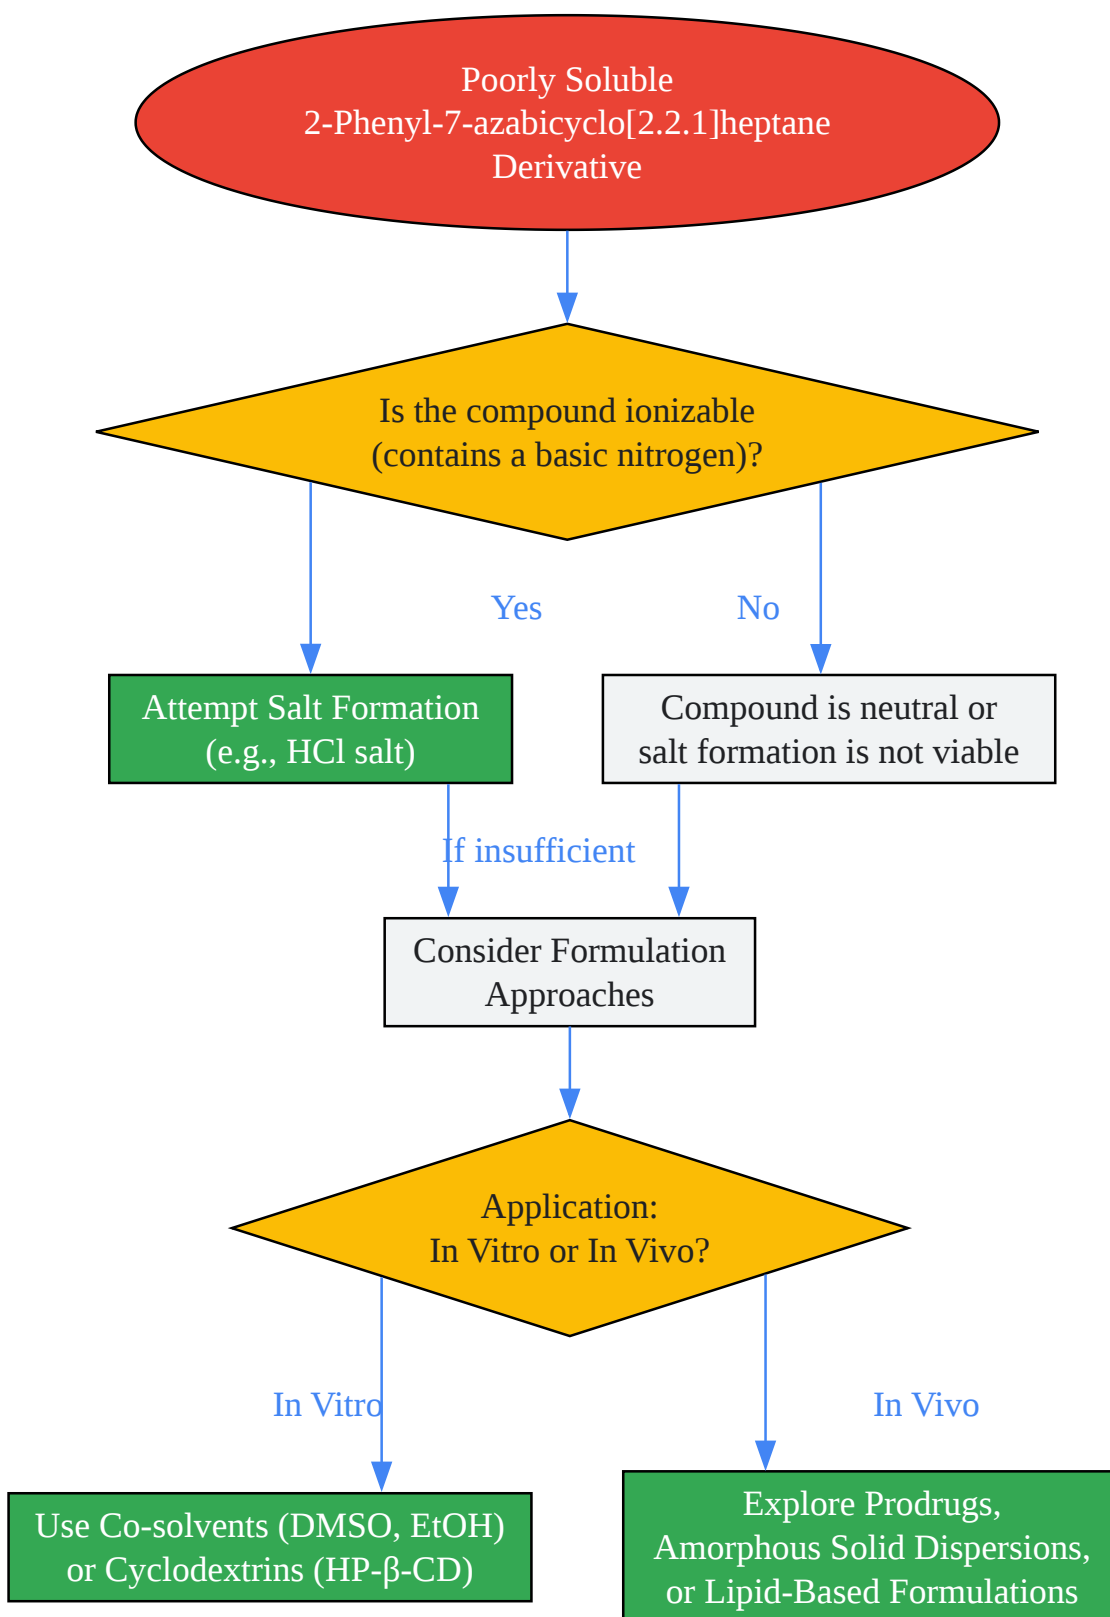 Poorly Soluble
2-Phenyl-7-azabicyclo[2.2.1]heptane
Derivative
Is the compound ionizable
(contains a basic nitrogen)?
Yes
No
Attempt Salt Formation
(e.g., HCl salt)
Compound is neutral or
salt formation is not viable
If insufficient
Consider Formulation
Approaches
Application:
In Vitro or In Vivo?
In Vitro
In Vivo
Use Co-solvents (DMSO, EtOH)
or Cyclodextrins (HP-β-CD)
Explore Prodrugs,
Amorphous Solid Dispersions,
or Lipid-Based Formulations